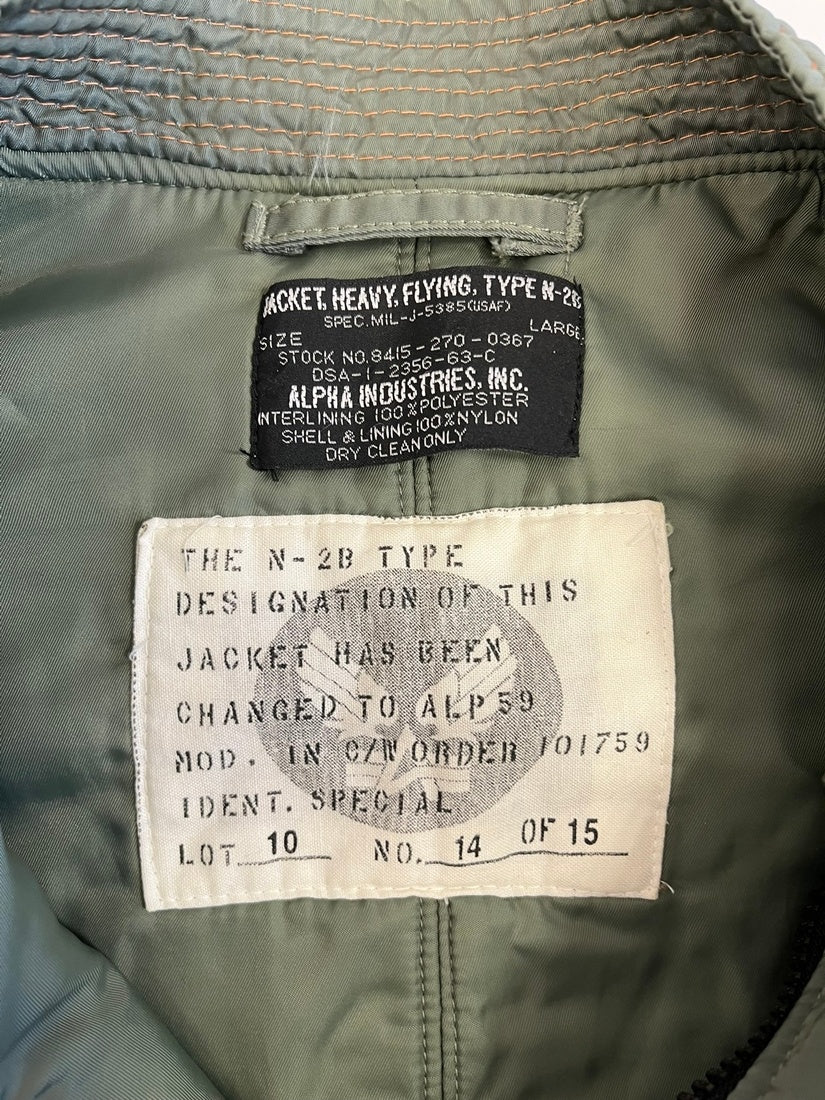 JACKET, HEAVY, FLYING, TYPE N-2B
SPEC. MIL-J-5385 (USAF)
SIZE LARGE
STOCK NO. 8415-270-0367
DSA-1-2356-63-C
ALPHA INDUSTRIES, INC.
INTERLINING 100% POLYESTER
SHELL & LINING 100% NYLON
DRY CLEAN ONLY
THE N-2B TYPE
DESIGNATION OF THIS
JACKET HAS BEEN
CHANGED TO ALP 59
MOD. IN C/W ORDER 101759
IDENT. SPECIAL
LOT 10 NO. 14 OF 15